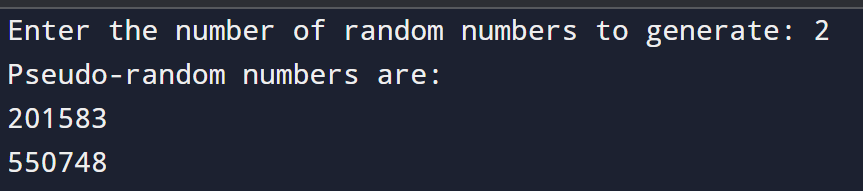 Enter the number of random numbers to generate: 2
Pseudo-random numbers are:
201583
550748